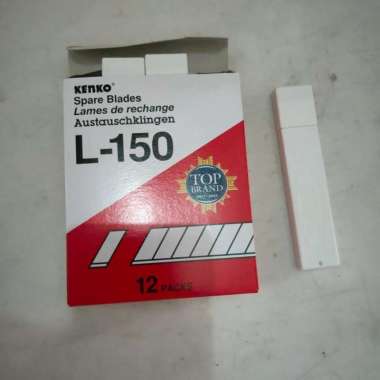 KENKO®
Spare Blades
Lames de rechange
Austauschklingen
L-150
TOP
BRAND
12 PACKS